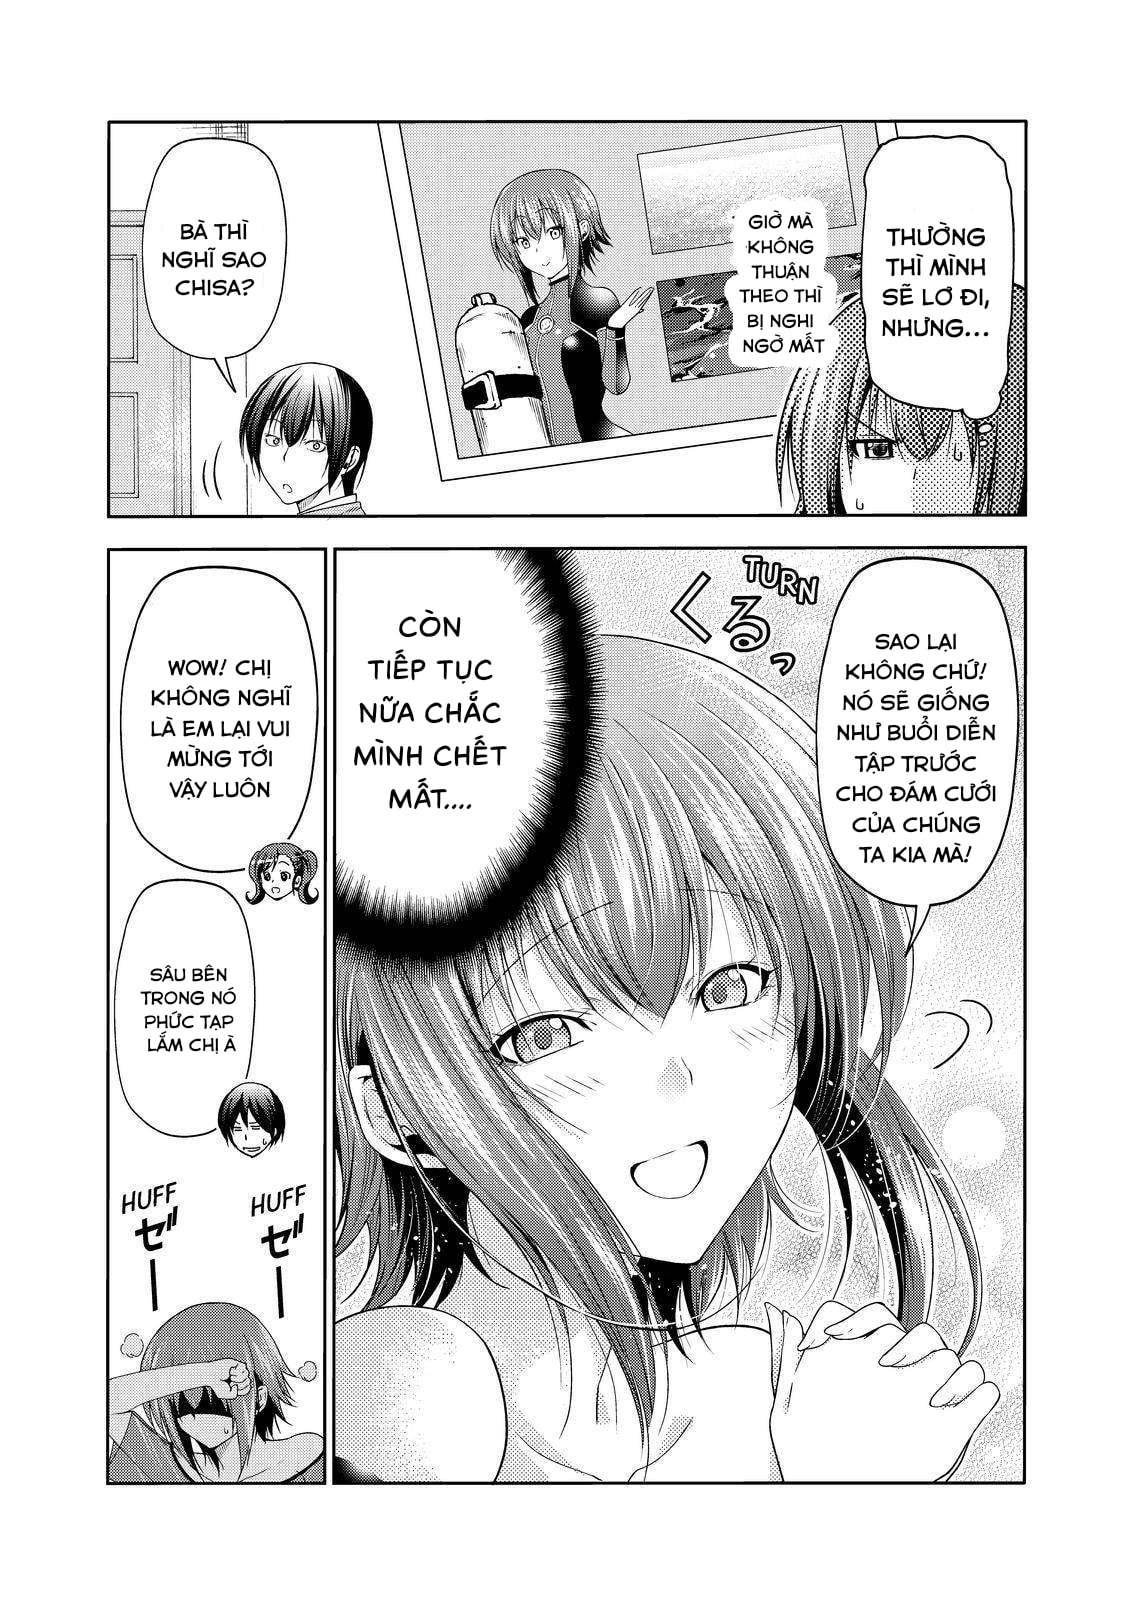 THƯỜNG
THÌ MÌNH
SẼ LƠ ĐI,
NHƯNG...
GIỜ MÀ
KHÔNG
THUẬN
THEO THÌ
BỊ NGHI
NGỜ MẤT
BÀ THÌ
NGHĨ SAO
CHISA?
TURN
くるっ
SAO LẠI
KHÔNG CHỨ!
NÓ SẼ GIỐNG
NHƯ BUỔI DIỄN
TẬP TRƯỚC
CHO ĐÁM CƯỚI
CỦA CHÚNG
TA KIA MÀ!
CÒN
TIẾP TỤC
NỮA CHẮC
MÌNH CHẾT
MẤT....
WOW! CHỊ
KHÔNG NGHĨ
LÀ EM LẠI VUI
MỪNG TỚI
VẬY LUÔN
SÂU BÊN
TRONG NÓ
PHỨC TẠP
LẮM CHỊ À
HUFF
ゼー
HUFF
ゼー